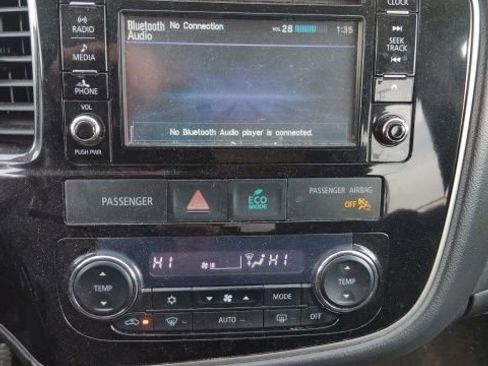 CLOCK
RADIO
Bluetooth Audio
No Connection
VOL 28
1:35
SEEK TRACK
MEDIA
PHONE
VOL
PUSH PWR
No Bluetooth Audio player is connected.
PASSENGER
ECO MODE
PASSENGER AIRBAG
OFF
HI
HI
TEMP
MODE
TEMP
AUTO
OFF